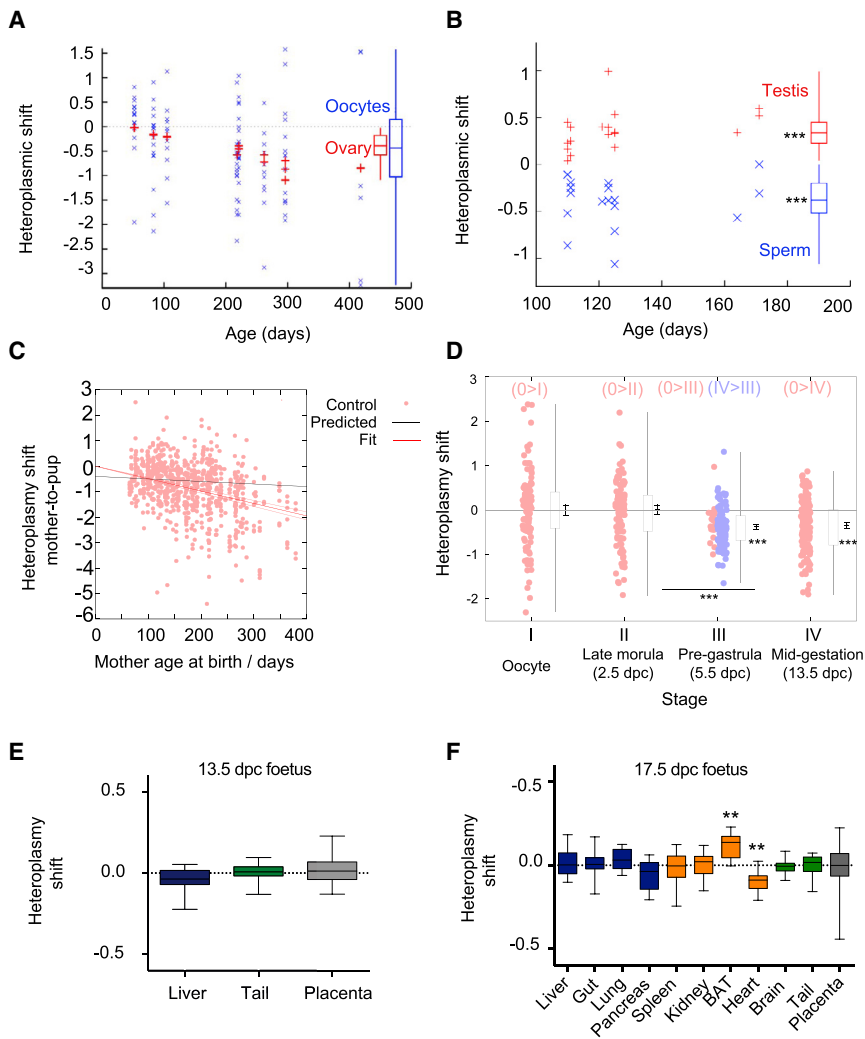 A
Heteroplasmic shift
1.5
1
0.5
0
-0.5
-1
-1.5
-2
-3
Oocytes
Ovary
0
100
200
300
400
500
Age (days)
B
Heteroplasmic shift
1
0.5
0
-0.5
-1
Testis
***
***
Sperm
100
120
140
160
180
200
Age (days)
C
Heteroplasmy shift
mother-to-pup
3
2
1
0
-1
-2
-3
-4
-5
-6
Control
Predicted
Fit
0
100
200
300
400
Mother age at birth / days
D
Heteroplasmy shift
3
1
0
-1
-2
(0>I)
(0>II)
(0>III)
(IV>III)
(0>IV)
***
***
***
I
II
III
IV
Oocyte
Late morula
(2.5 dpc)
Pre-gastrula
(5.5 dpc)
Mid-gestation
(13.5 dpc)
Stage
E
13.5 dpc foetus
Heteroplasmy
shift
0.5
0.0
-0.5
Liver
Tail
Placenta
F
17.5 dpc foetus
Heteroplasmy
shift
-0.5
0.0
-0.5
**
**
Liver
Gut
Lung
Pancreas
Spleen
Kidney
BAT
Heart
Brain
Tail
Placenta